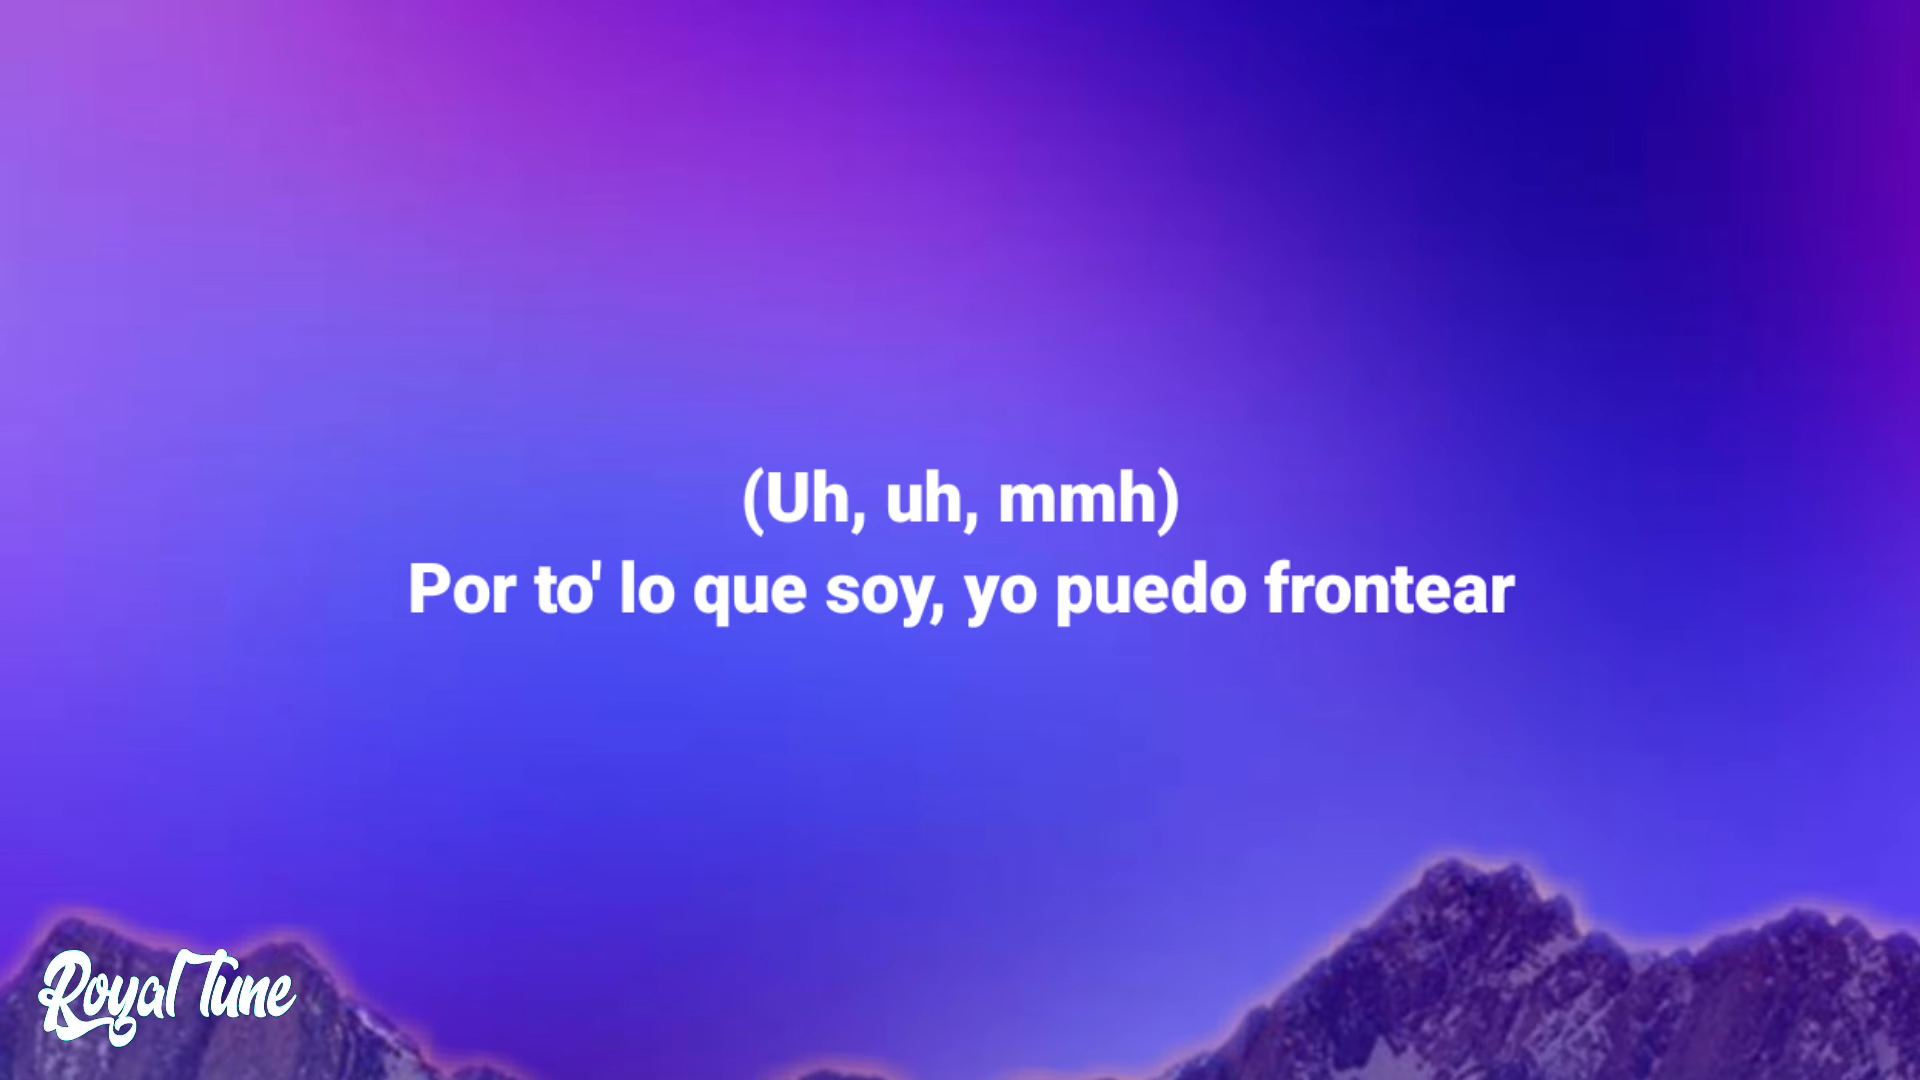 (Uh, uh, mmh)
Por to' lo que soy, yo puedo frontear
Royal Tune